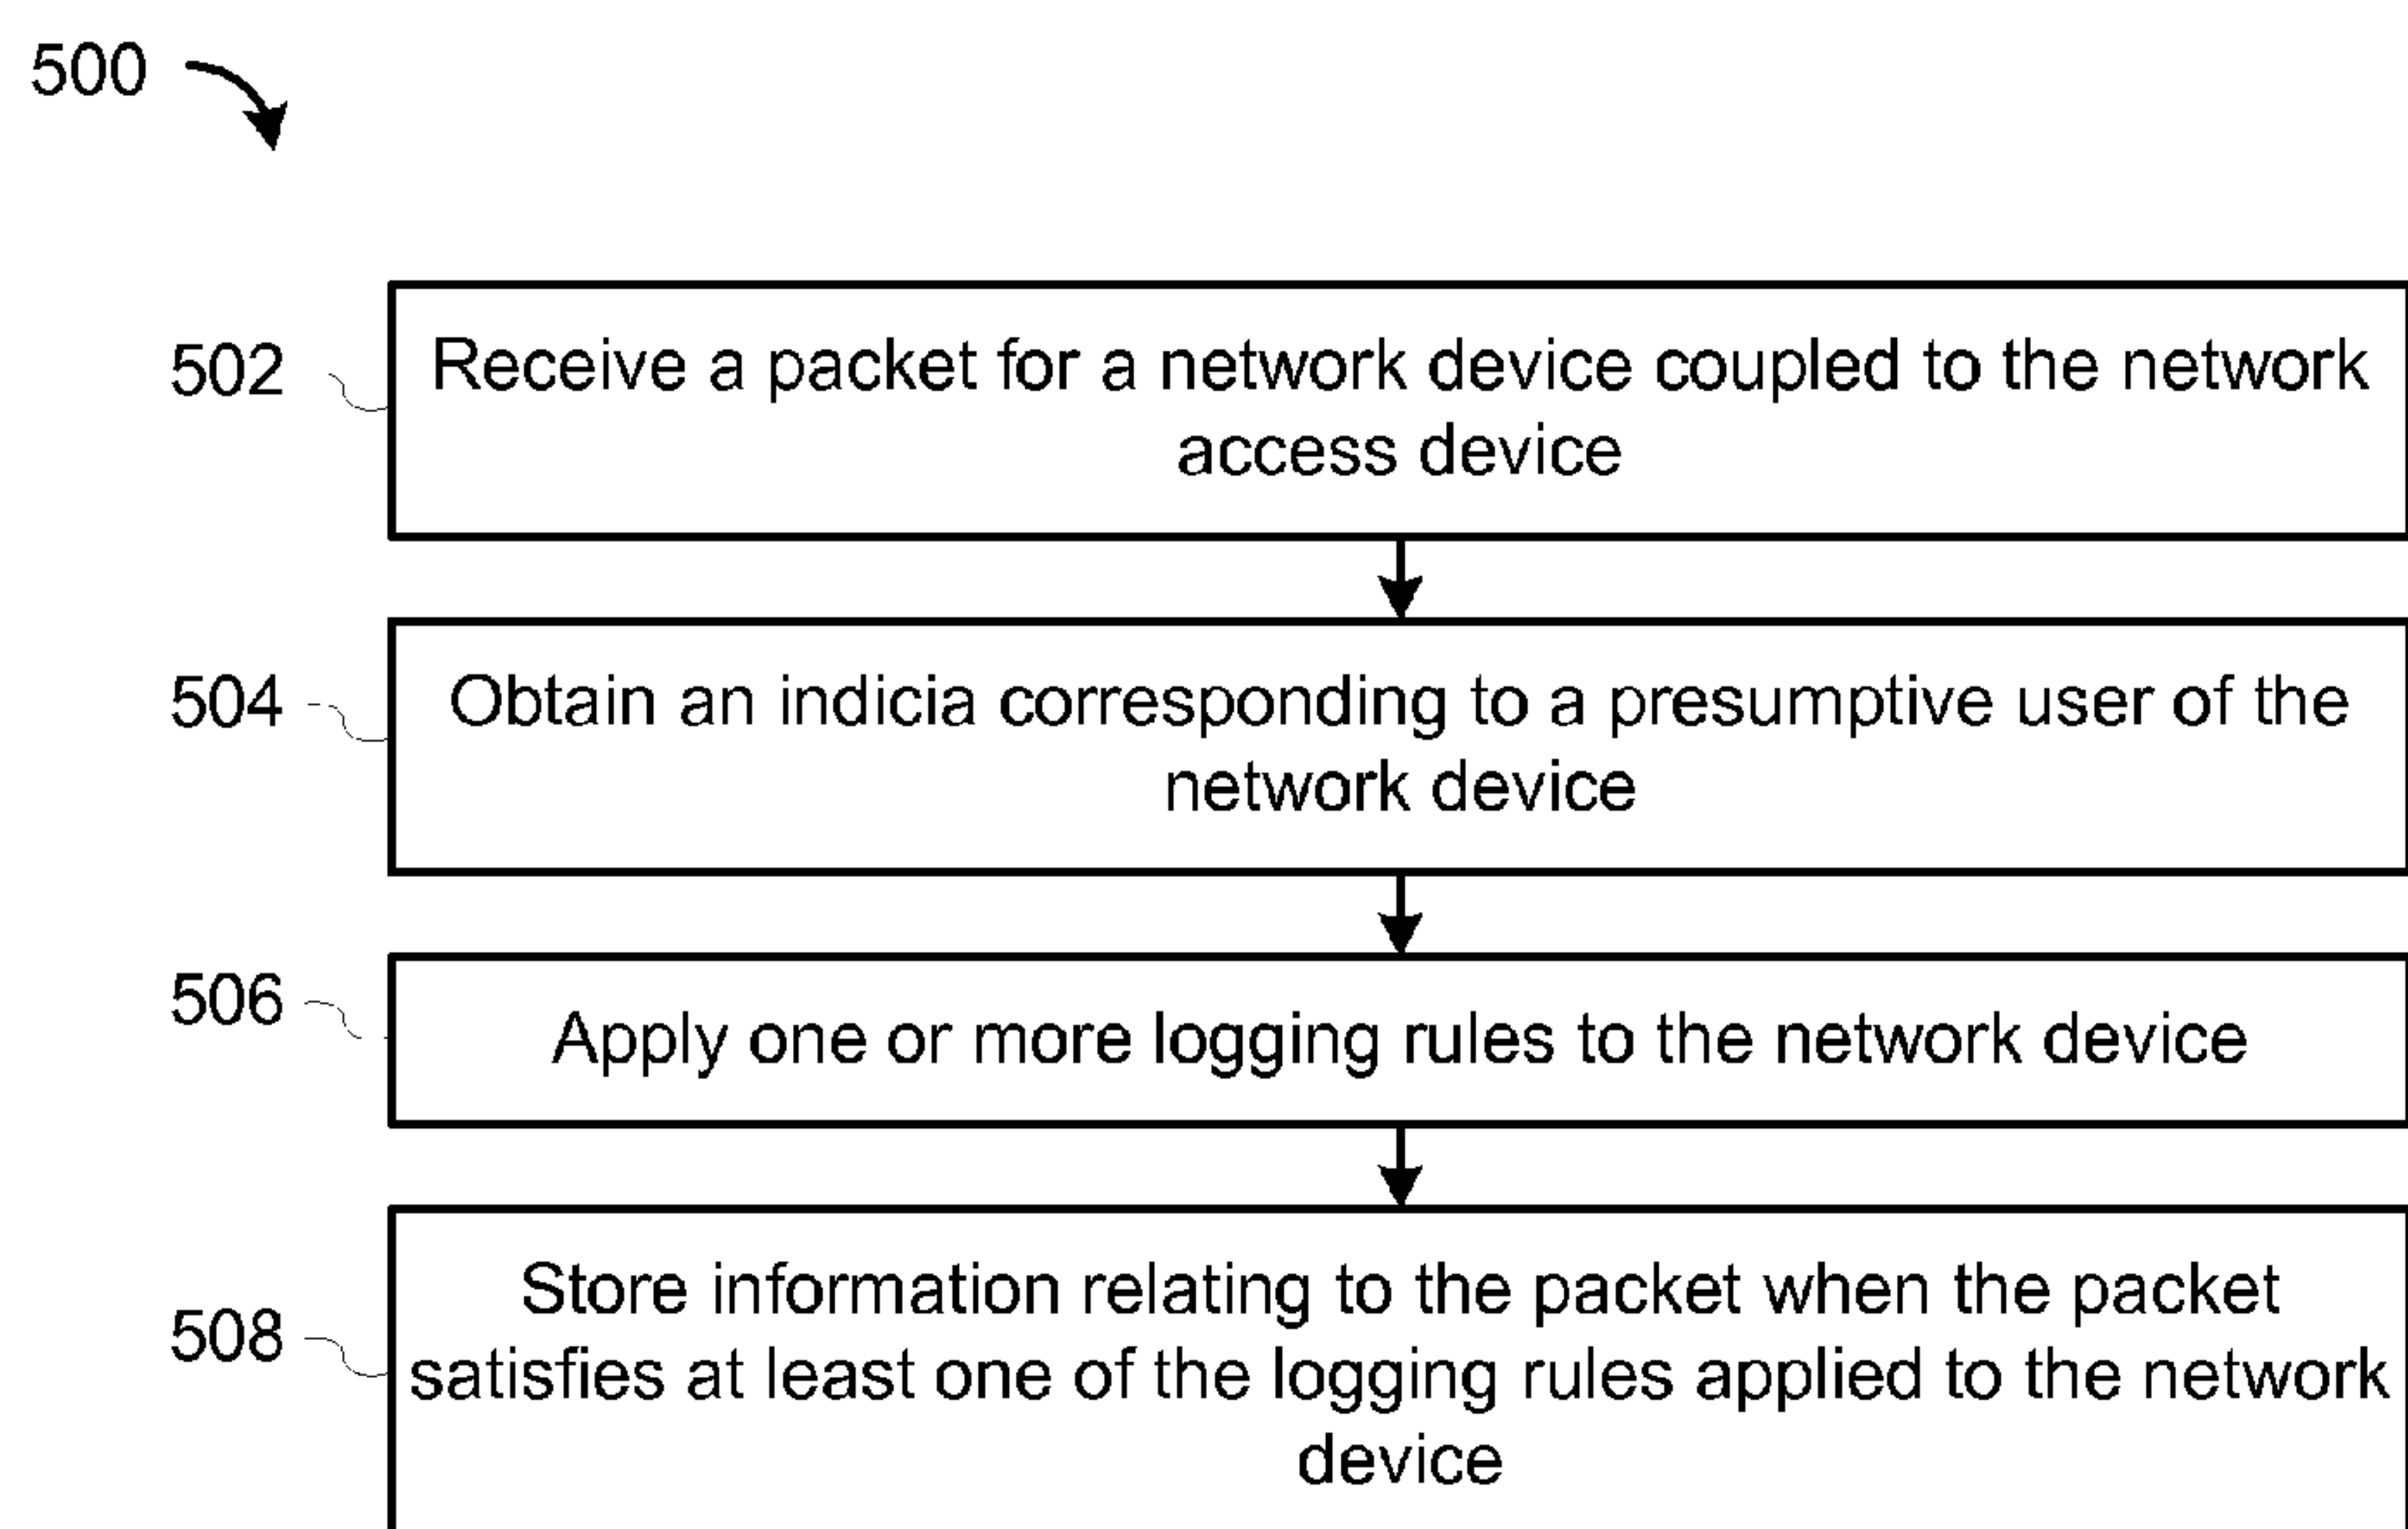 500
502
Receive a packet for a network device coupled to the network
access device
504
Obtain an indicia corresponding to a presumptive user of the
network device
506
Apply one or more logging rules to the network device
508
Store information relating to the packet when the packet
satisfies at least one of the logging rules applied to the network
device